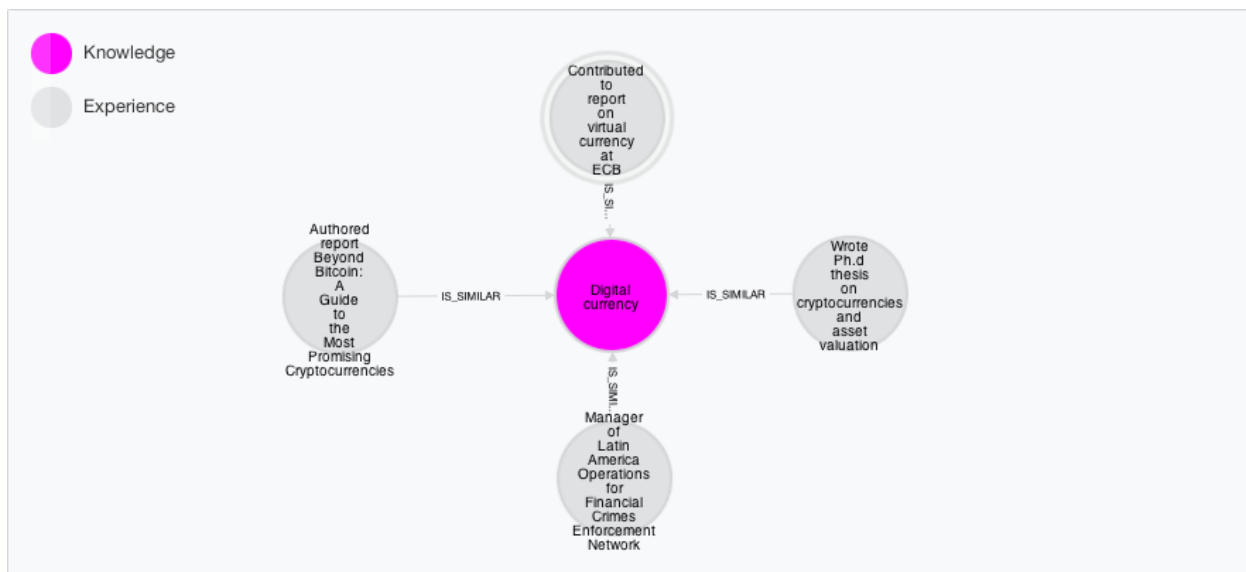 Knowledge
Experience
Contributed
to
report
on
virtual
currency
at
ECB
IS_SI...
Authored
report
Beyond
Bitcoin:
A
Guide
to
the
Most
Promising
Cryptocurrencies
IS_SIMILAR
Digital
currency
IS_SIMILAR
Wrote
Ph.d
thesis
on
cryptocurrencies
and
asset
valuation
IS_SIMI...
Manager
of
Latin
America
Operations
for
Financial
Crimes
Enforcement
Network